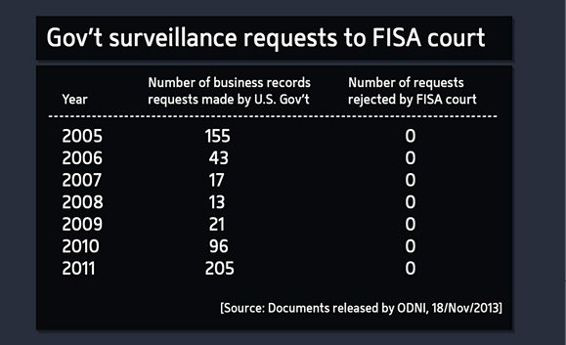 Gov't surveillance requests to FISA court
Year Number of business records requests made by U.S. Gov't Number of requests rejected by FISA court
2005 155 0
2006 43 0
2007 17 0
2008 13 0
2009 21 0
2010 96 0
2011 205 0
[Source: Documents released by ODNI, 18/Nov/2013]